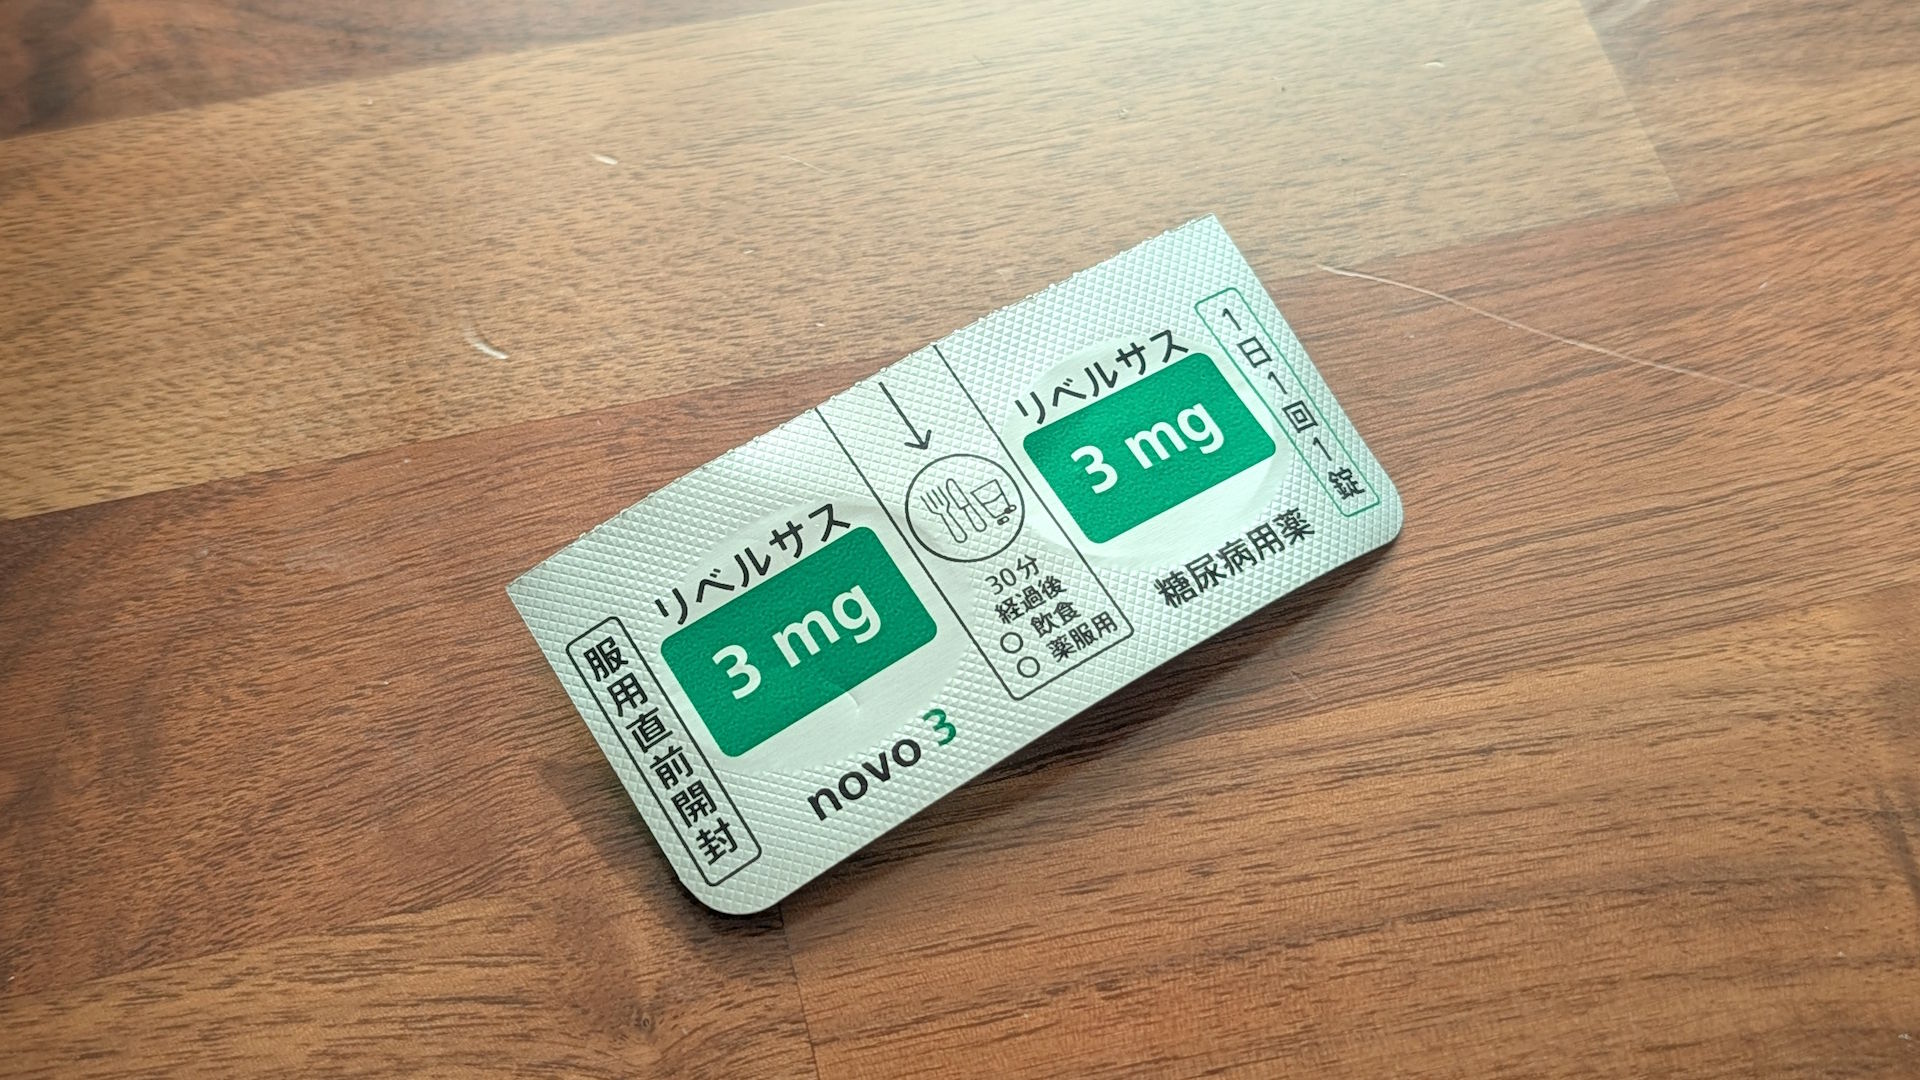 リベルサス
3 mg
服用直前開封
novo 3
30分
経過後
○ 飲食
○ 薬服用
リベルサス
3 mg
1日1回1錠
糖尿病用薬